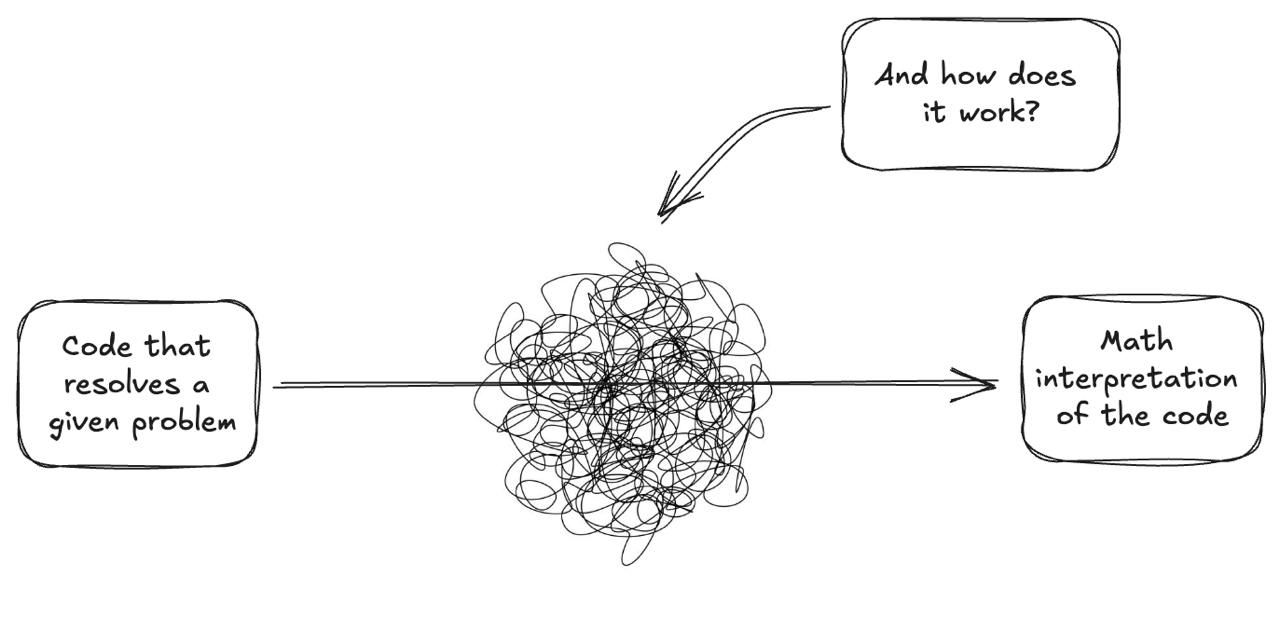 And how does
it work?
Code that
resolves a
given problem
Math
interpretation
of the code